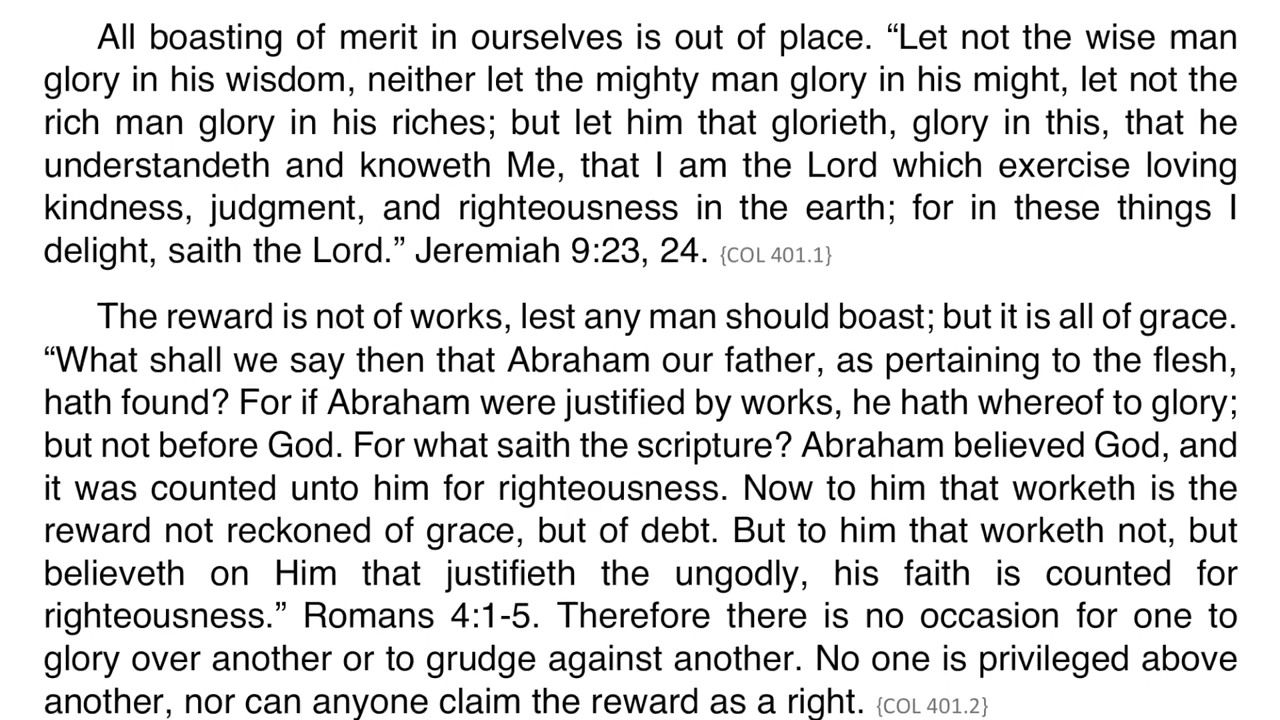 All boasting of merit in ourselves is out of place. “Let not the wise man
glory in his wisdom, neither let the mighty man glory in his might, let not the
rich man glory in his riches; but let him that glorieth, glory in this, that he
understandeth and knoweth Me, that I am the Lord which exercise loving
kindness, judgment, and righteousness in the earth; for in these things I
delight, saith the Lord.” Jeremiah 9:23, 24. {COL 401.1}
The reward is not of works, lest any man should boast; but it is all of grace.
“What shall we say then that Abraham our father, as pertaining to the flesh,
hath found? For if Abraham were justified by works, he hath whereof to glory;
but not before God. For what saith the scripture? Abraham believed God, and
it was counted unto him for righteousness. Now to him that worketh is the
reward not reckoned of grace, but of debt. But to him that worketh not, but
believeth on Him that justifieth the ungodly, his faith is counted for
righteousness.” Romans 4:1-5. Therefore there is no occasion for one to
glory over another or to grudge against another. No one is privileged above
another, nor can anyone claim the reward as a right. {COL 401.2}